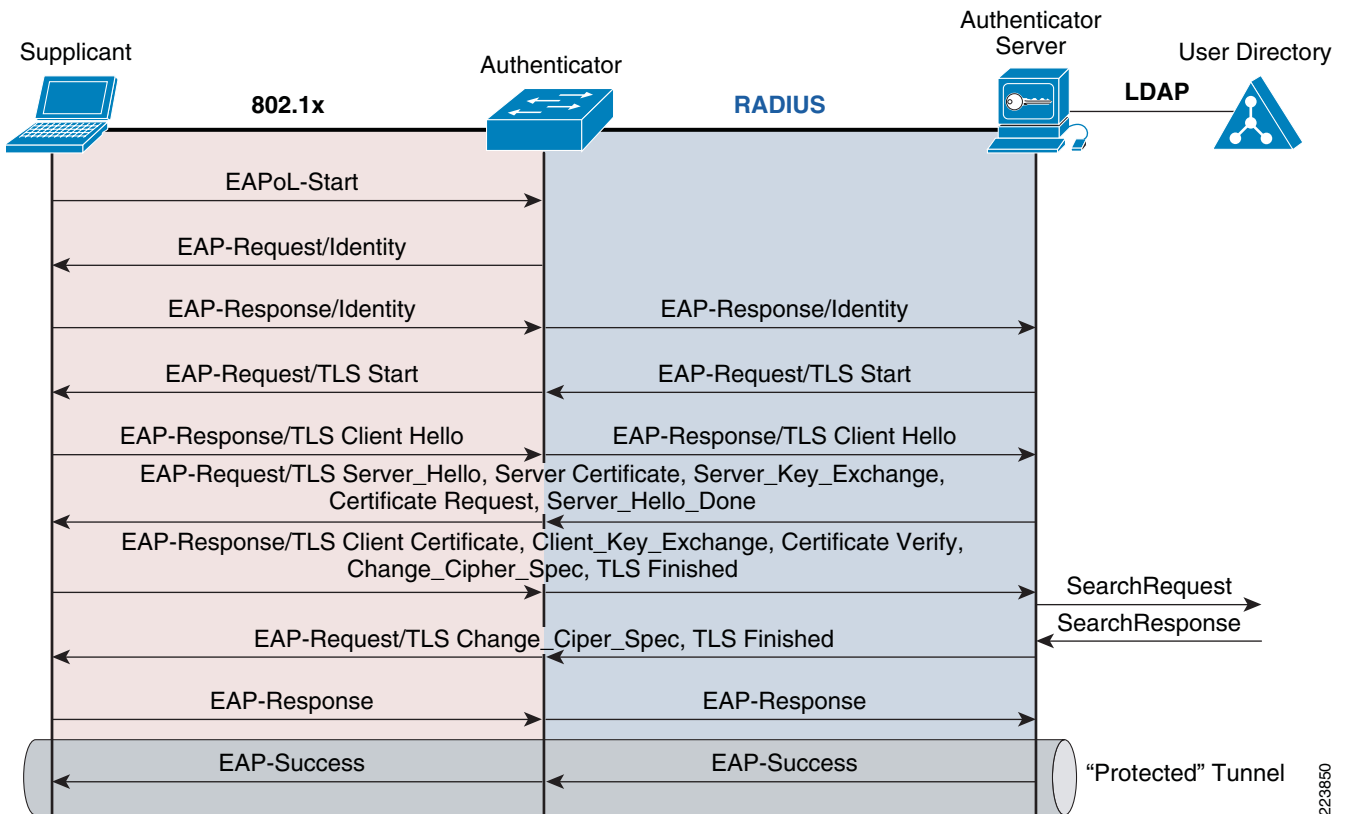 Supplicant
Authenticator
Authenticator
Server
User Directory
802.1x
RADIUS
LDAP
EAPoL-Start
EAP-Request/Identity
EAP-Response/Identity
EAP-Response/Identity
EAP-Request/TLS Start
EAP-Request/TLS Start
EAP-Response/TLS Client Hello
EAP-Response/TLS Client Hello
EAP-Request/TLS Server_Hello, Server Certificate, Server_Key_Exchange,
Certificate Request, Server_Hello_Done
EAP-Response/TLS Client Certificate, Client_Key_Exchange, Certificate Verify,
Change_Cipher_Spec, TLS Finished
SearchRequest
SearchResponse
EAP-Request/TLS Change_Ciper_Spec, TLS Finished
EAP-Response
EAP-Response
EAP-Success
EAP-Success
“Protected” Tunnel
223850